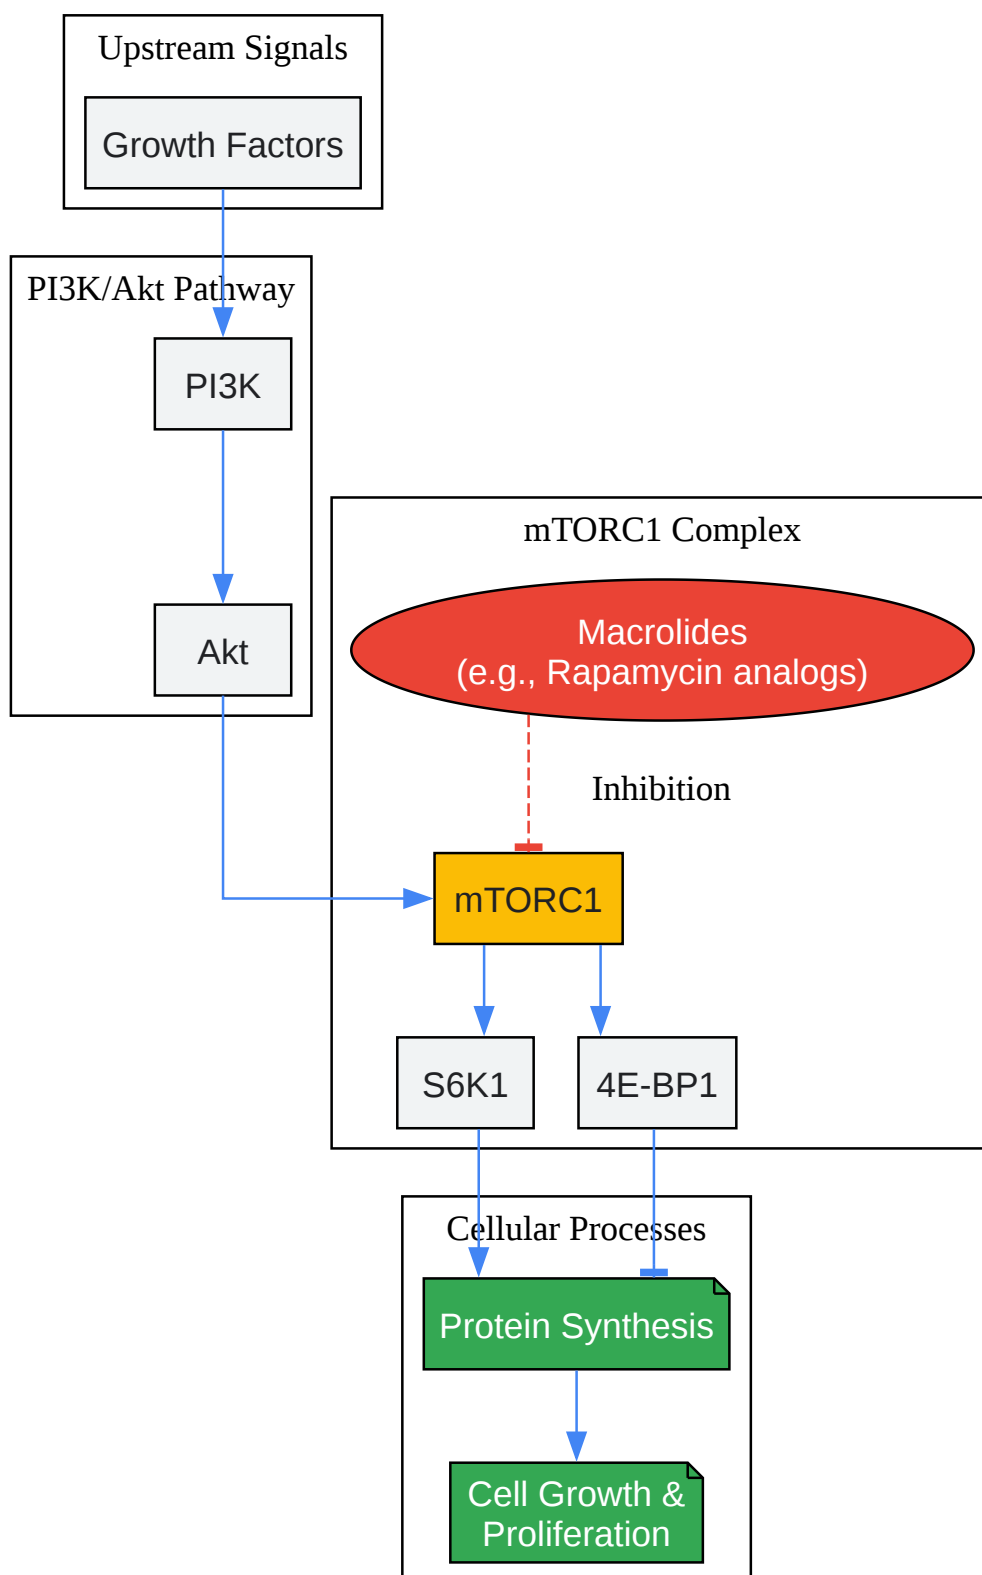 Upstream Signals
Growth Factors
PI3K/Akt Pathway
PI3K
mTORC1 Complex
Akt
Macrolides
(e.g., Rapamycin analogs)
Inhibition
mTORC1
S6K1
4E-BP1
Cellular Processes
Protein Synthesis
Cell Growth &
Proliferation